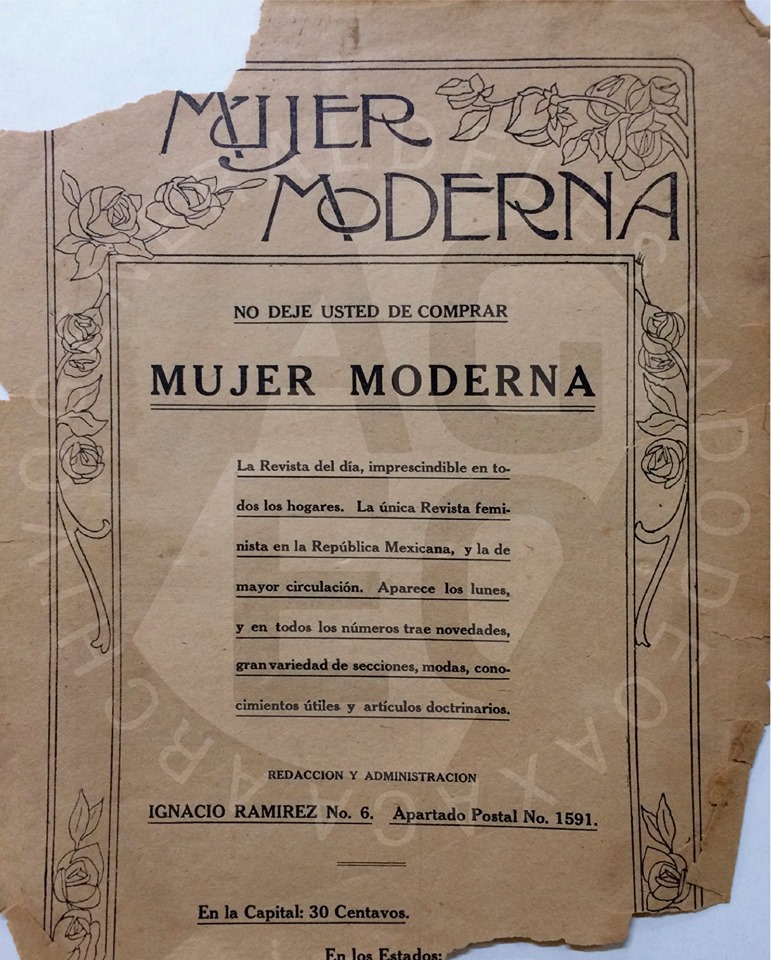 MUJER
MODERNA
NO DEJE USTED DE COMPRAR
MUJER MODERNA
La Revista del día, imprescindible en to-
dos los hogares. La única Revista femi-
nista en la República Mexicana, y la de
mayor circulación. Aparece los lunes,
y en todos los números trae novedades,
gran variedad de secciones, modas, cono-
cimientos útiles y artículos doctrinarios.
REDACCION Y ADMINISTRACION
IGNACIO RAMIREZ No. 6. Apartado Postal No. 1591.
En la Capital: 30 Centavos.
En los Estados:
AG
EO